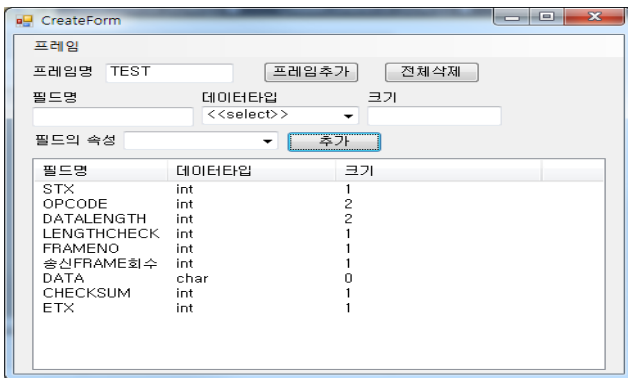 CreateForm
프레임
프레임명 TEST 프레임추가 전체삭제
필드명 데이터타입 크기
<<select>>
필드의 속성 추가
필드명 데이터타입 크기
STX int 1
OPCODE int 2
DATALENGTH int 2
LENGTHCHECK int 1
FRAMENO int 1
송신FRAME회수 int 1
DATA char 0
CHECKSUM int 1
ETX int 1